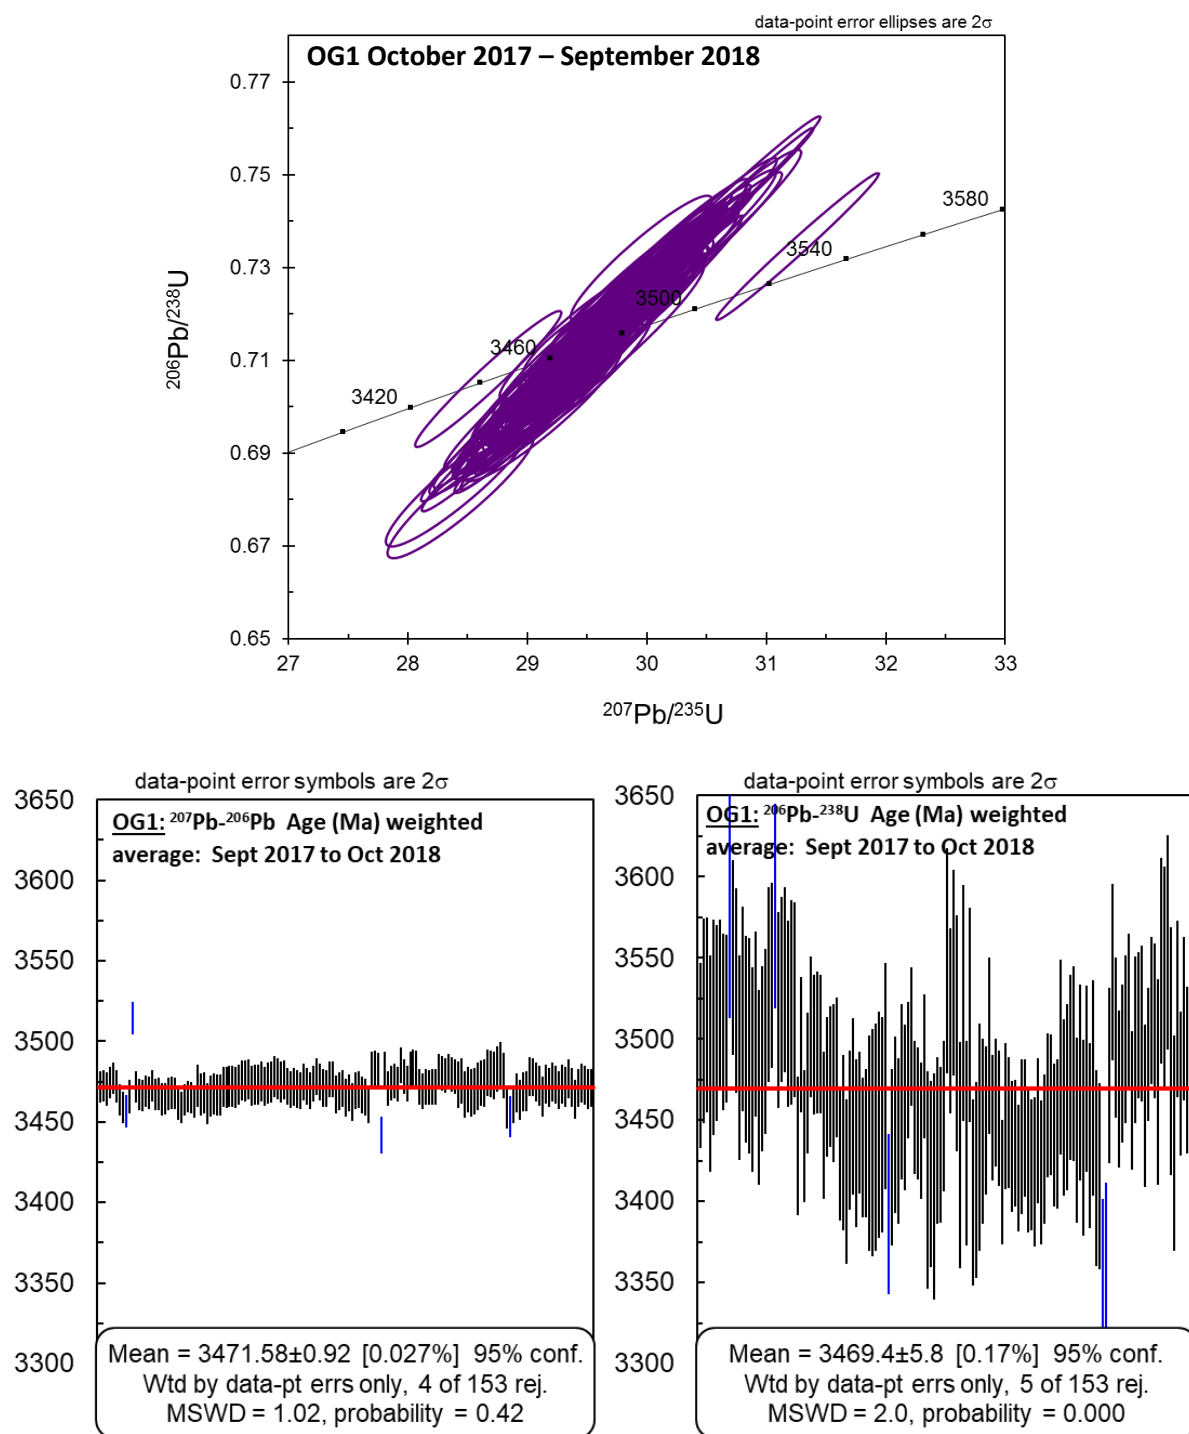 data-point error ellipses are 2σ
OG1 October 2017 – September 2018
0.77
0.75
0.73
0.71
0.69
0.67
0.65
3580
3540
3500
3460
3420
²⁰⁶Pb/²³⁸U
27 28 29 30 31 32 33
²⁰⁷Pb/²³⁵U
data-point error symbols are 2σ
3650
OG1: ²⁰⁷Pb-²⁰⁶Pb Age (Ma) weighted
average: Sept 2017 to Oct 2018
3600
3550
3500
3450
3400
3350
3300
Mean = 3471.58±0.92 [0.027%] 95% conf.
Wtd by data-pt errs only, 4 of 153 rej.
MSWD = 1.02, probability = 0.42
data-point error symbols are 2σ
3650
OG1: ²⁰⁶Pb-²³⁸U Age (Ma) weighted
average: Sept 2017 to Oct 2018
3600
3550
3500
3450
3400
3350
3300
Mean = 3469.4±5.8 [0.17%] 95% conf.
Wtd by data-pt errs only, 5 of 153 rej.
MSWD = 2.0, probability = 0.000